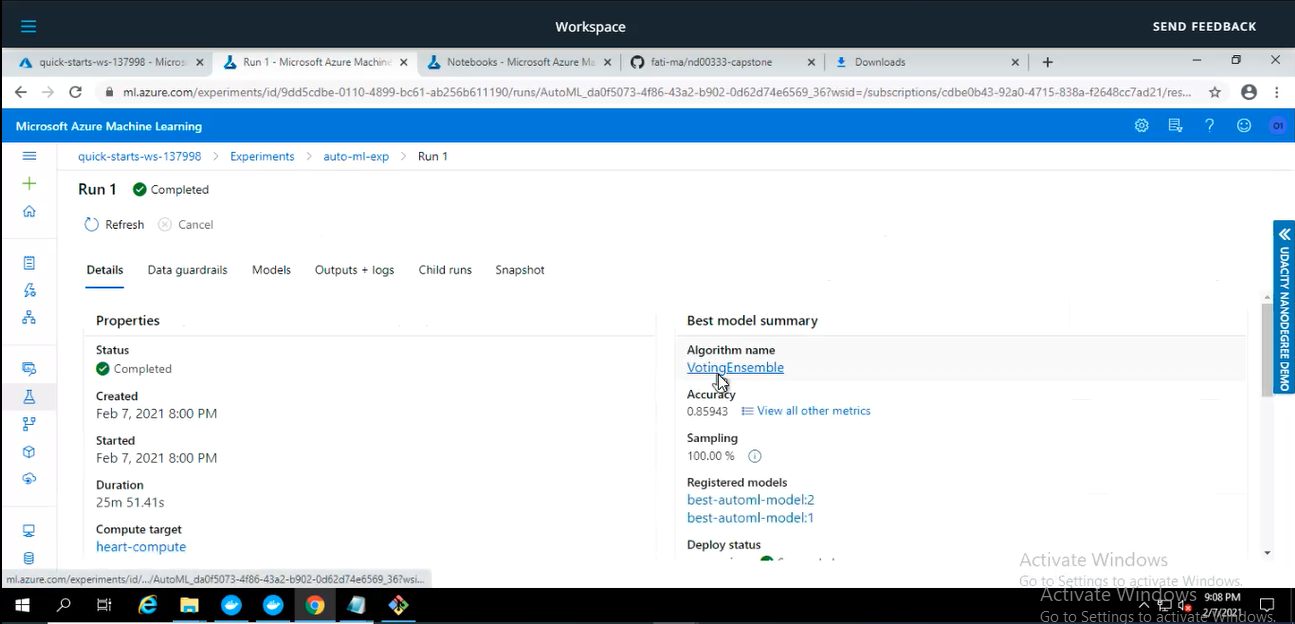 Workspace
SEND FEEDBACK
quick-starts-ws-137998 - Micros
Run 1 - Microsoft Azure Machine
Notebooks - Microsoft Azure Ma
fati-ma/nd00333-capstone
Downloads
ml.azure.com/experiments/id/9dd5cdbe-0110-4899-bc61-ab256b611190/runs/AutoML_da0f5073-4f86-43a2-b902-0d62d74e6569_36?wsid=/subscriptions/cdbe0b43-92a0-4715-838a-f2648cc7ad21/res...
Microsoft Azure Machine Learning
01
quick-starts-ws-137998 > Experiments > auto-ml-exp > Run 1
Run 1 Completed
Refresh Cancel
Details Data guardrails Models Outputs + logs Child runs Snapshot
Properties
Status
Completed
Created
Feb 7, 2021 8:00 PM
Started
Feb 7, 2021 8:00 PM
Duration
25m 51.41s
Compute target
heart-compute
Best model summary
Algorithm name
VotingEnsemble
Accuracy
0.85943 View all other metrics
Sampling
100.00 %
Registered models
best-automl-model:2
best-automl-model:1
Deploy status
UDACITY NANODEGREE DEMO
ml.azure.com/experiments/id/.../AutoML_da0f5073-4f86-43a2-b902-0d62d74e6569_36?wsi...
Activate Windows
Go to Settings to activate Windows.
Activate Windows
Go to Settings to activate Windows.
9:08 PM
2/7/2021